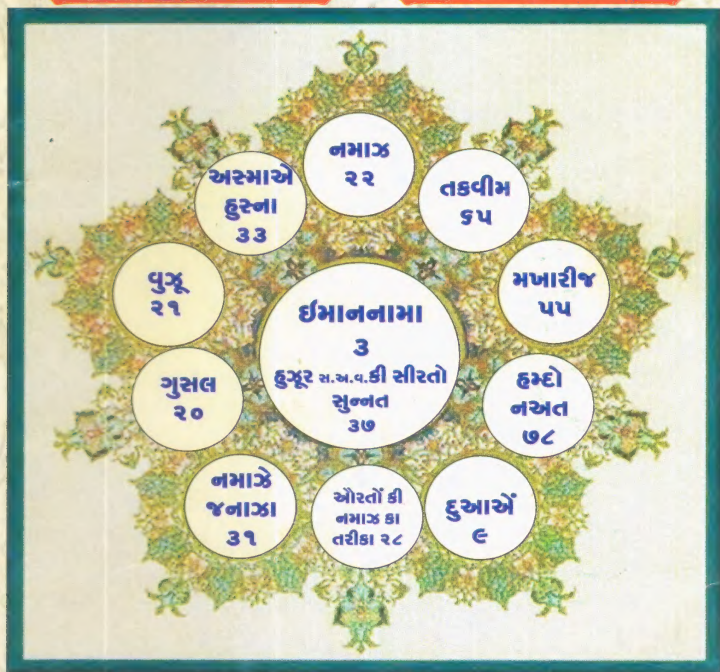 નમાઝ
૨૨
તકવીમ
૬૫
મખારીજ
૫૫
હમ્દો
નઅત
૭૮
દુઆએં
૯
ઔરતોં કી
નમાઝ કા
તરીકા ૨૮
નમાઝે
જનાઝા
૩૧
ગુસલ
૨૦
વુઝૂ
૨૧
અસ્માએ
હુસ્ના
૩૩
ઈમાનનામા
૩
હુઝૂર સ.અ.વ.કી સીરતો
સુન્નત
૩૭